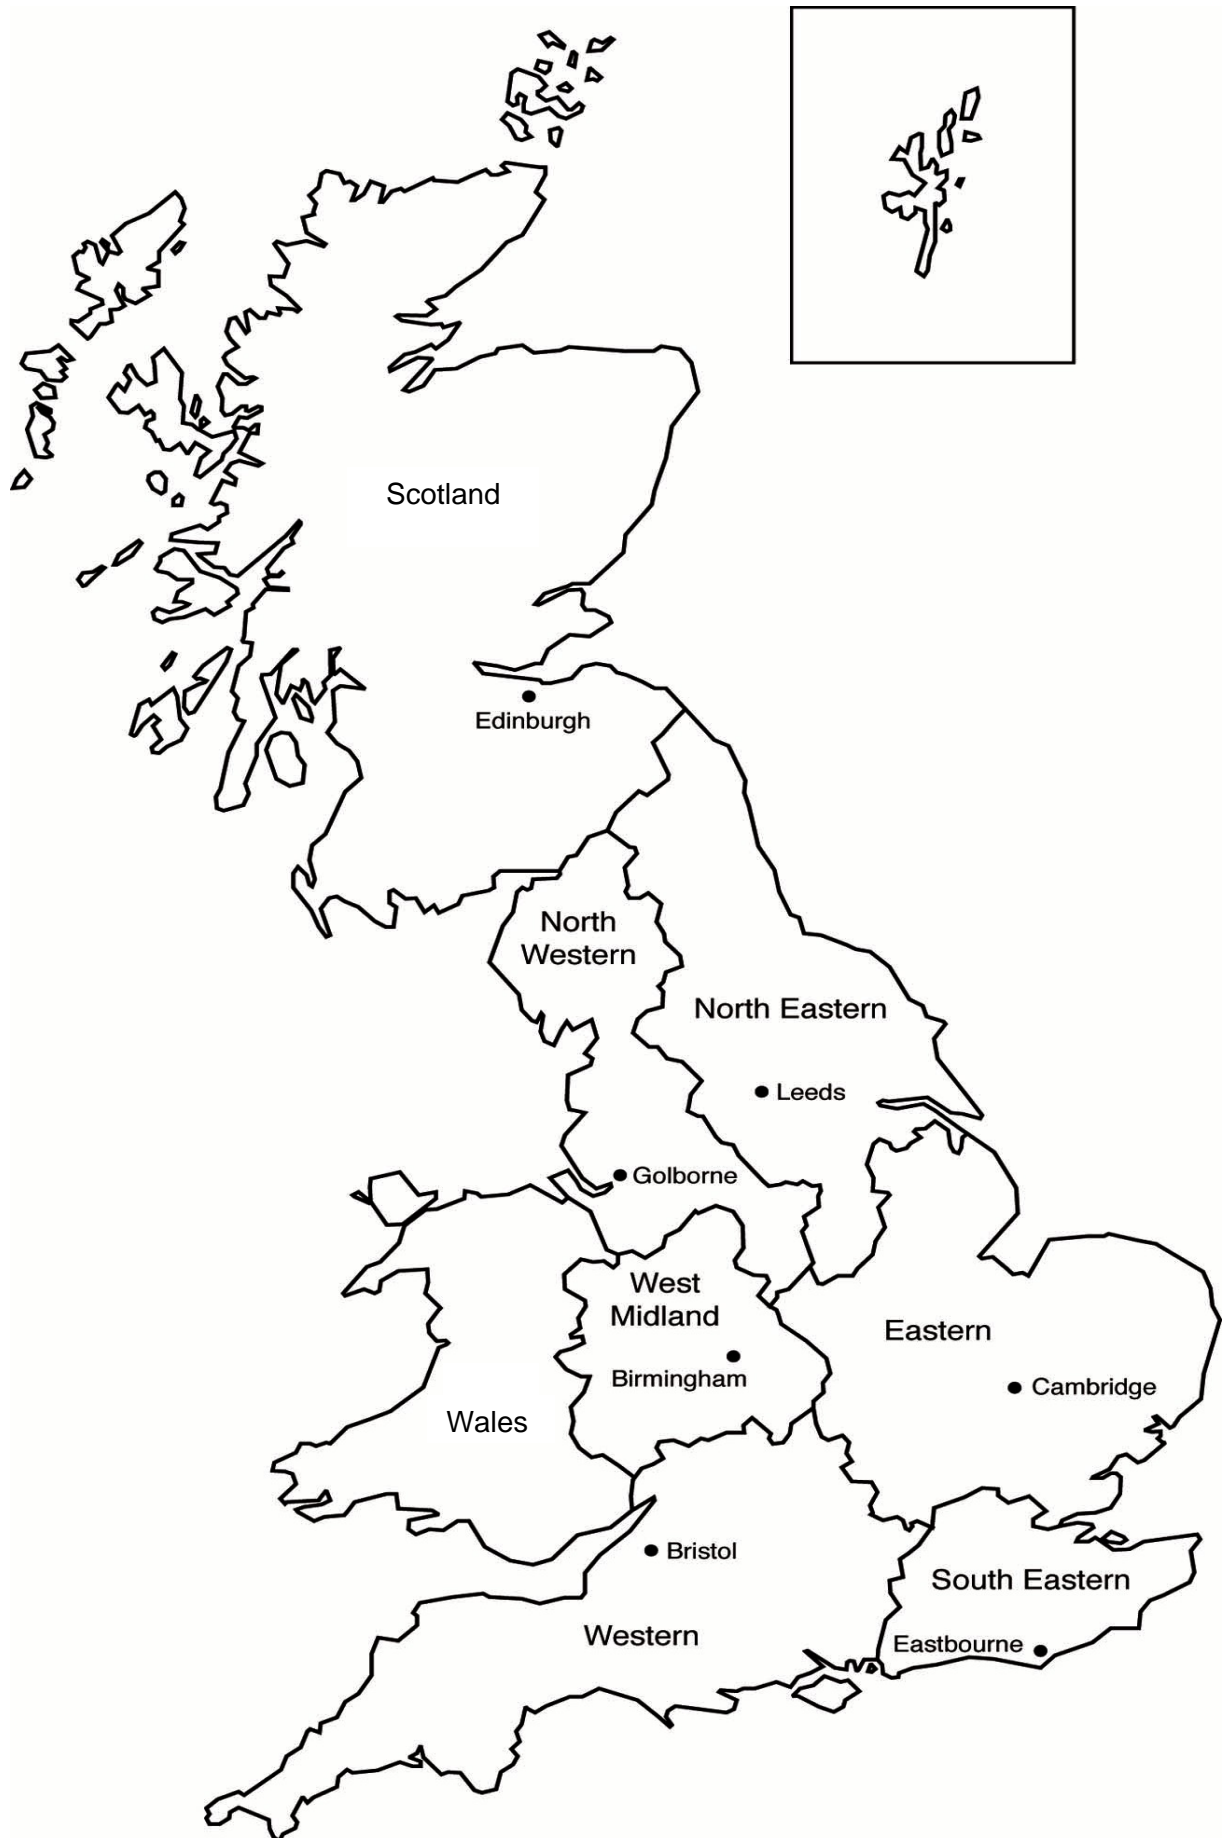 Scotland
Edinburgh
North
Western
North Eastern
Leeds
Golborne
West
Midland
Eastern
Birmingham
Cambridge
Wales
Bristol
South Eastern
Western
Eastbourne